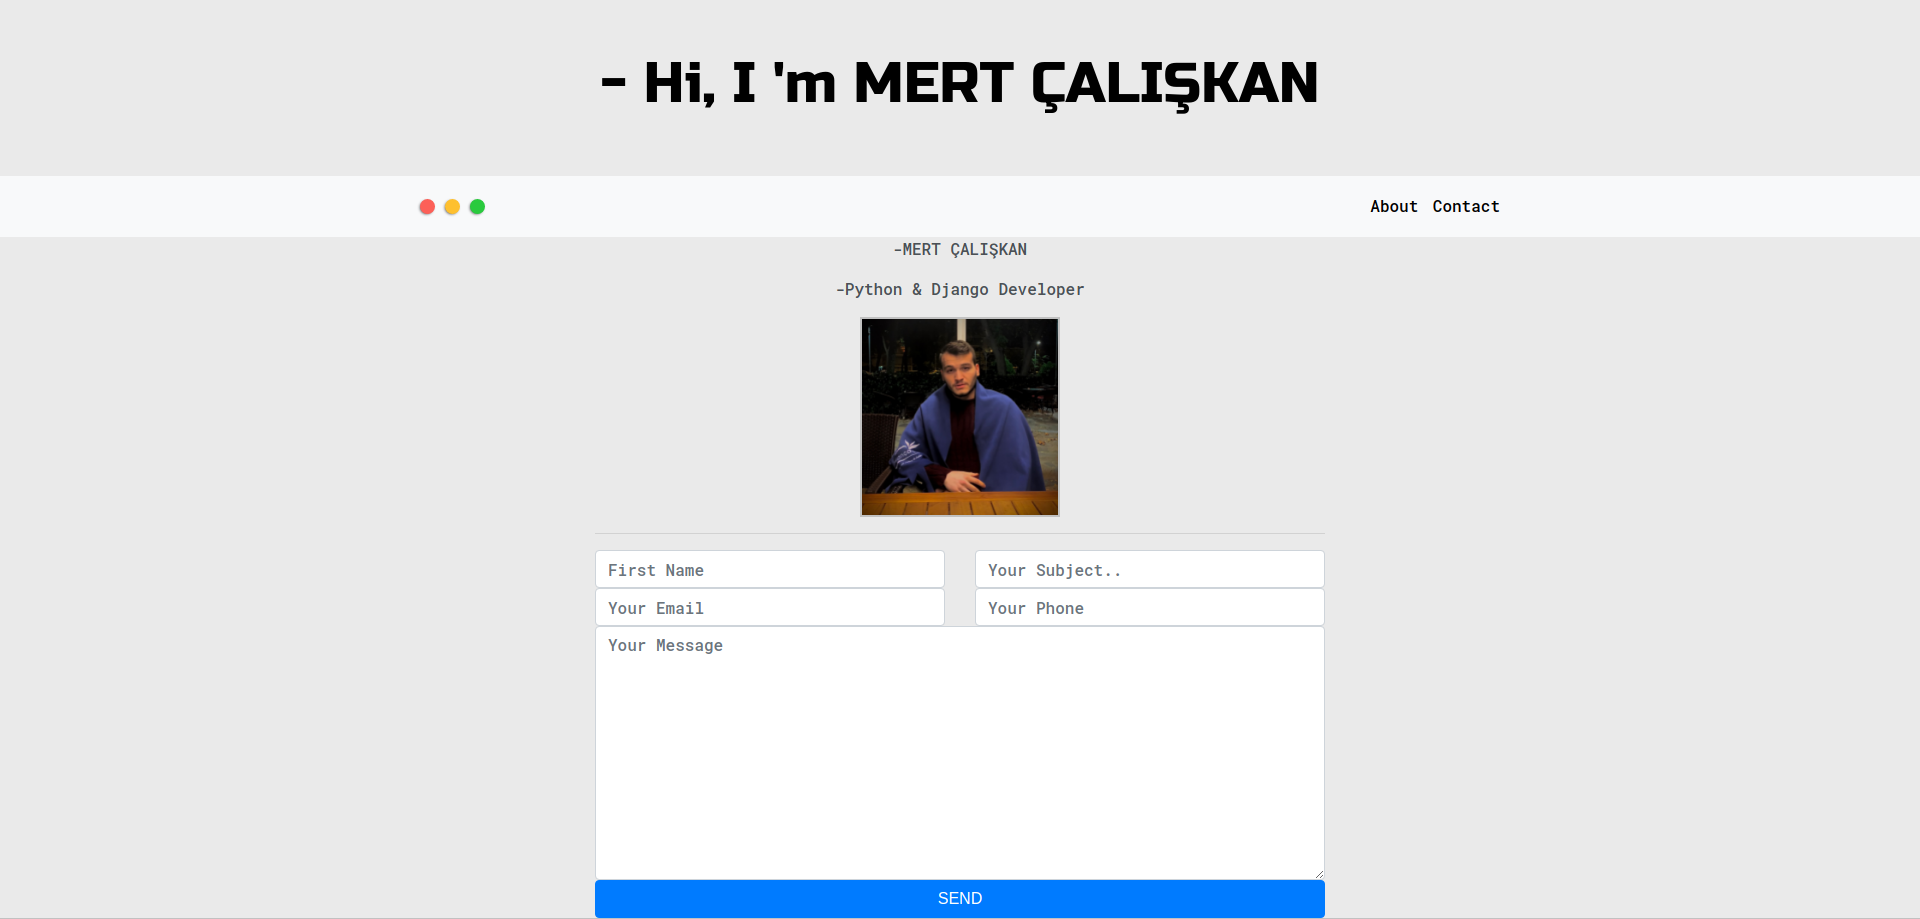 - Hi, I 'm MERT ÇALIŞKAN
About Contact
-MERT ÇALIŞKAN
-Python & Django Developer
First Name
Your Subject..
Your Email
Your Phone
Your Message
SEND